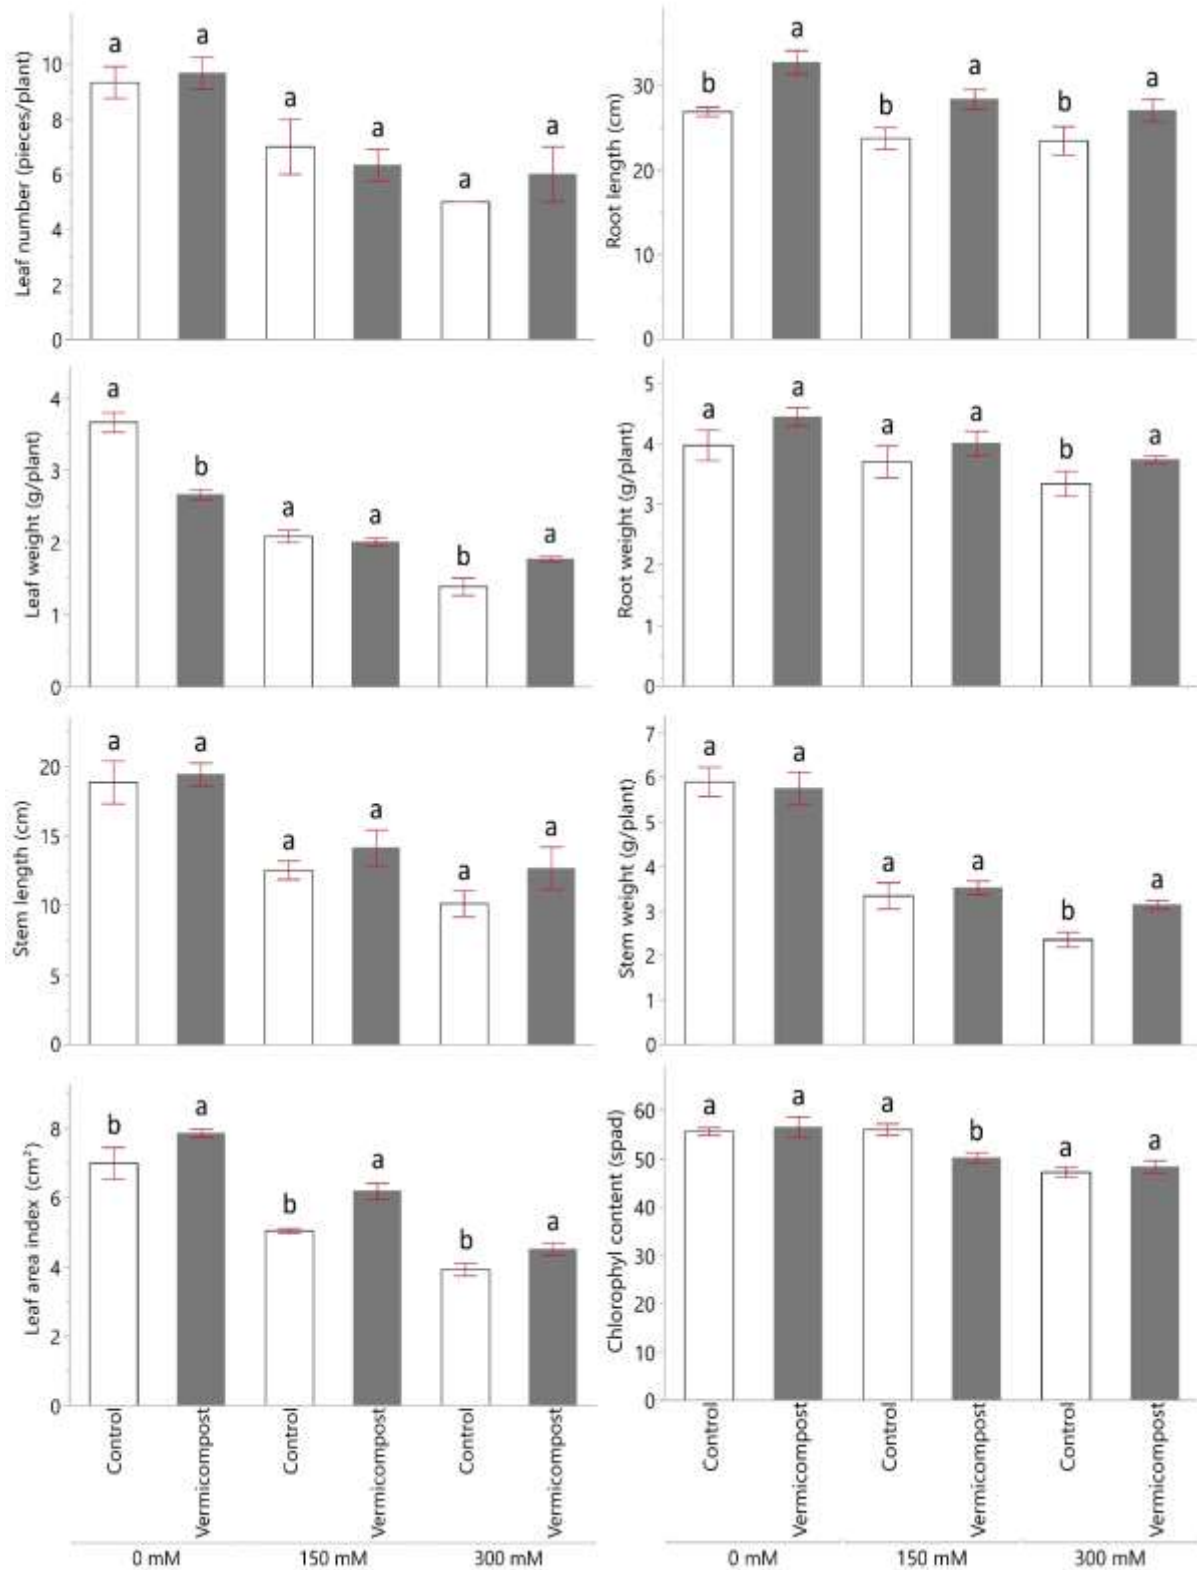 Leaf number (pieces/plant)
10
8
6
4
2
0
a
a
a
a
a
a
Root length (cm)
30
20
10
0
b
a
b
a
b
a
Leaf weight (g/plant)
4
3
2
1
0
a
b
a
a
b
a
Root weight (g/plant)
5
4
3
2
1
0
a
a
a
a
b
a
Stem length (cm)
20
15
10
5
0
a
a
a
a
a
a
Stem weight (g/plant)
7
6
5
4
3
2
1
0
a
a
a
a
b
a
Leaf area index (cm²)
8
6
4
2
0
b
a
b
a
b
a
Control
Vermicompost
Control
Vermicompost
Control
Vermicompost
0 mM
150 mM
300 mM
Chlorophyl content (spad)
60
50
40
30
20
10
0
a
a
a
b
a
a
Control
Vermicompost
Control
Vermicompost
Control
Vermicompost
0 mM
150 mM
300 mM